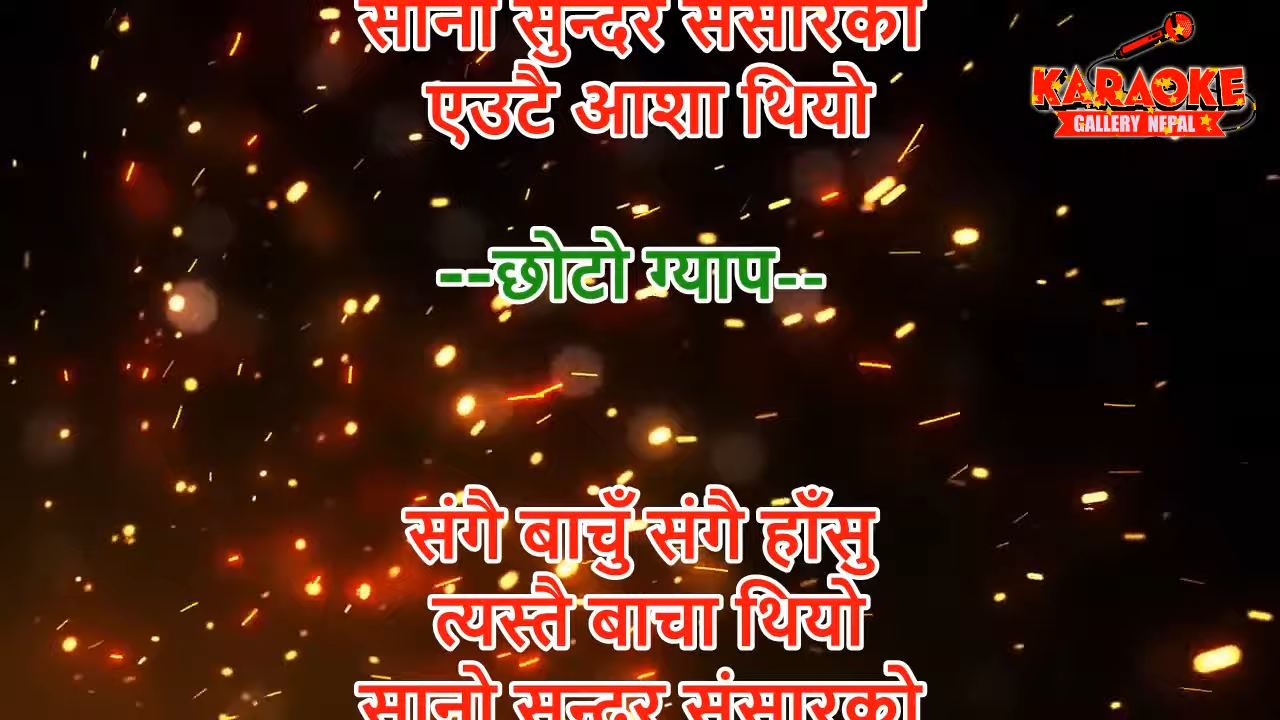 सानो सुन्दर संसारको
एउटै आशा थियो
KARAOKE
GALLERY NEPAL
--छोटो ग्याप--
संगै बाचुँ संगै हाँसु
त्यस्तै बाचा थियो
सानो सुन्दर संसारको